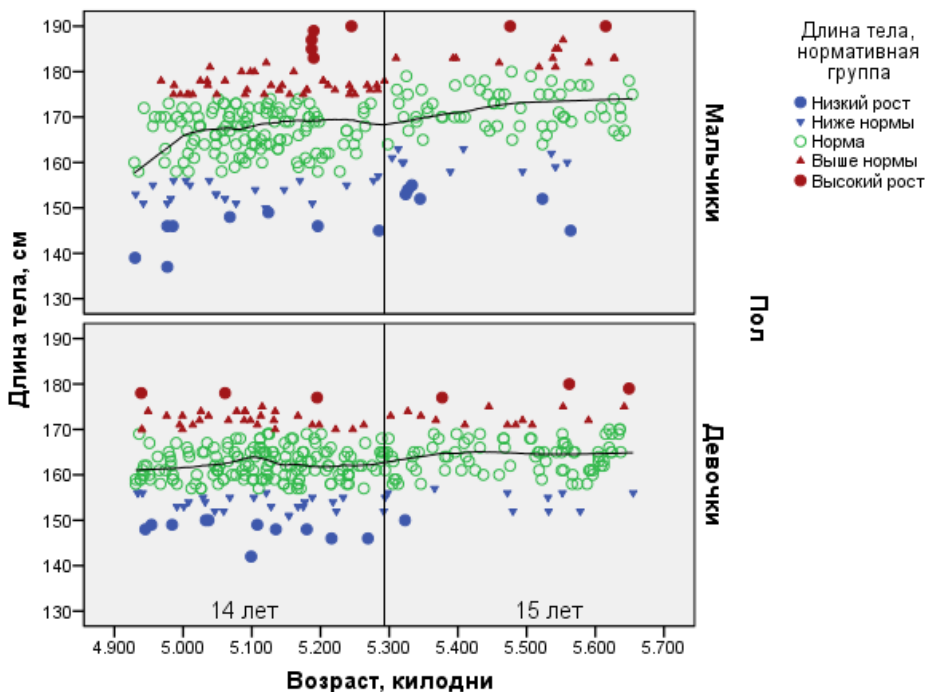 Длина тела, см
190
180
170
160
150
140
130
190
180
170
160
150
140
130
14 лет
15 лет
4.930
5.000
5.100
5.200
5.300
5.400
5.500
5.600
5.700
Возраст, килодни
Мальчики
Девочки
Пол
Длина тела,
нормативная
группа
Низкий рост
Ниже нормы
Норма
Выше нормы
Высокий рост